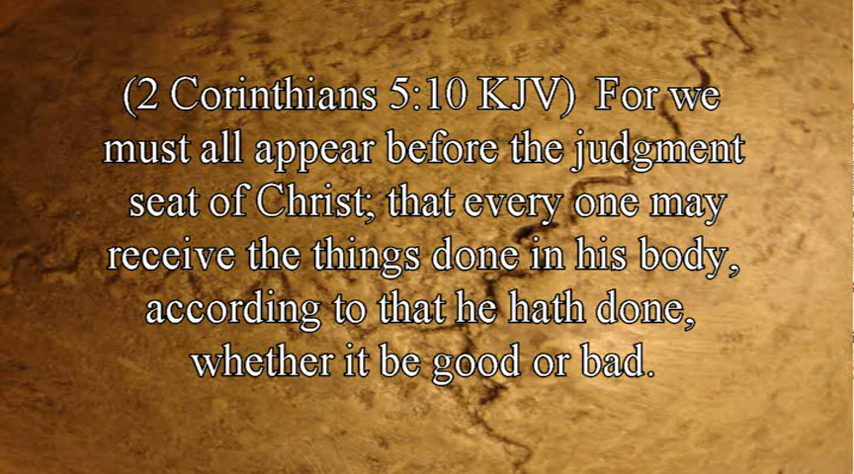 (2 Corinthians 5:10 KJV)  For we
must all appear before the judgment
seat of Christ; that every one may
receive the things done in his body,
according to that he hath done,
whether it be good or bad.